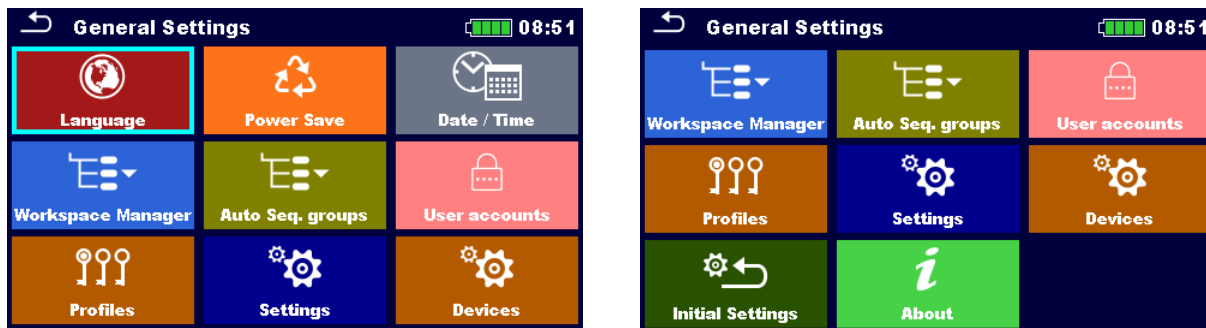 General Settings 08:51
Language Power Save Date / Time
Workspace Manager Auto Seq. groups User accounts
Profiles Settings Devices
General Settings 08:51
Workspace Manager Auto Seq. groups User accounts
Profiles Settings Devices
Initial Settings About